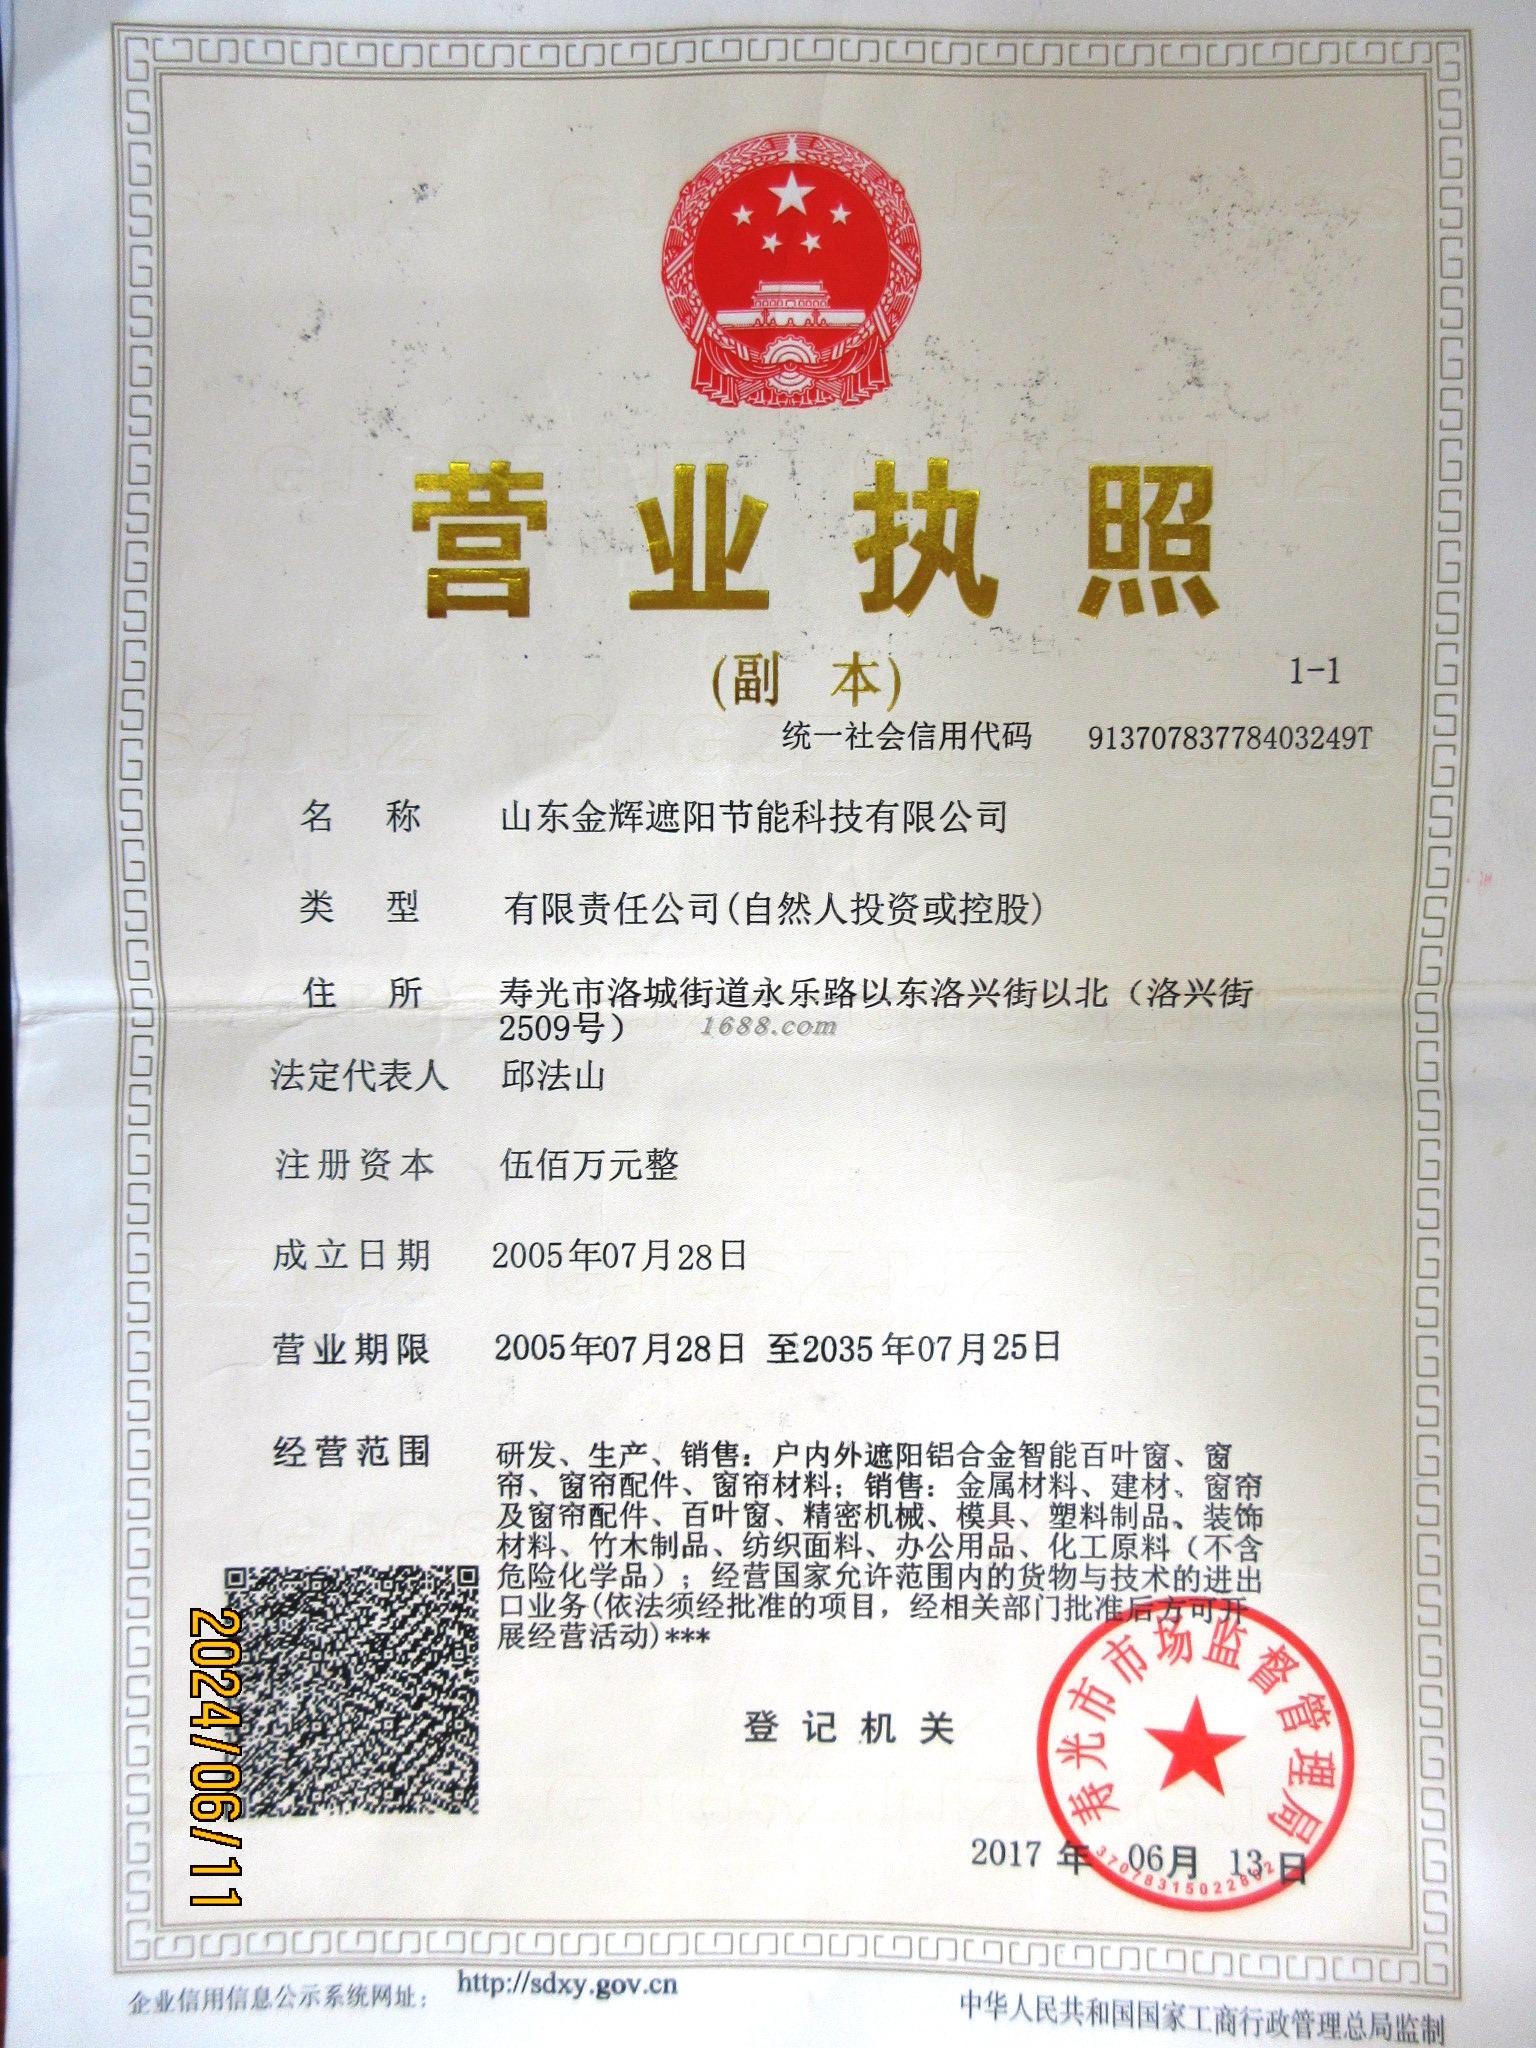 营业执照
(副 本)
1-1
统一社会信用代码 91370783778403249T
名 称 山东金辉遮阳节能科技有限公司
类 型 有限责任公司(自然人投资或控股)
住 所 寿光市洛城街道永乐路以东洛兴街以北（洛兴街
2509号）
1688.com
法定代表人 邱法山
注册资本 伍佰万元整
成立日期 2005年07月28日
营业期限 2005年07月28日 至2035年07月25日
经营范围 研发、生产、销售：户内外遮阳铝合金智能百叶窗、窗
帘、窗帘配件、窗帘材料；销售：金属材料、建材、窗帘
及窗帘配件、百叶窗、精密机械、模具、塑料制品、装饰
材料、竹木制品、纺织面料、办公用品、化工原料（不含
危险化学品）；经营国家允许范围内的货物与技术的进出
口业务(依法须经批准的项目，经相关部门批准后方可开
展经营活动)***
2024/06/11
登记机关
寿光市市场监督管理局
2017 年 06月 13日
企业信用信息公示系统网址： http://sdxy.gov.cn
中华人民共和国国家工商行政管理总局监制